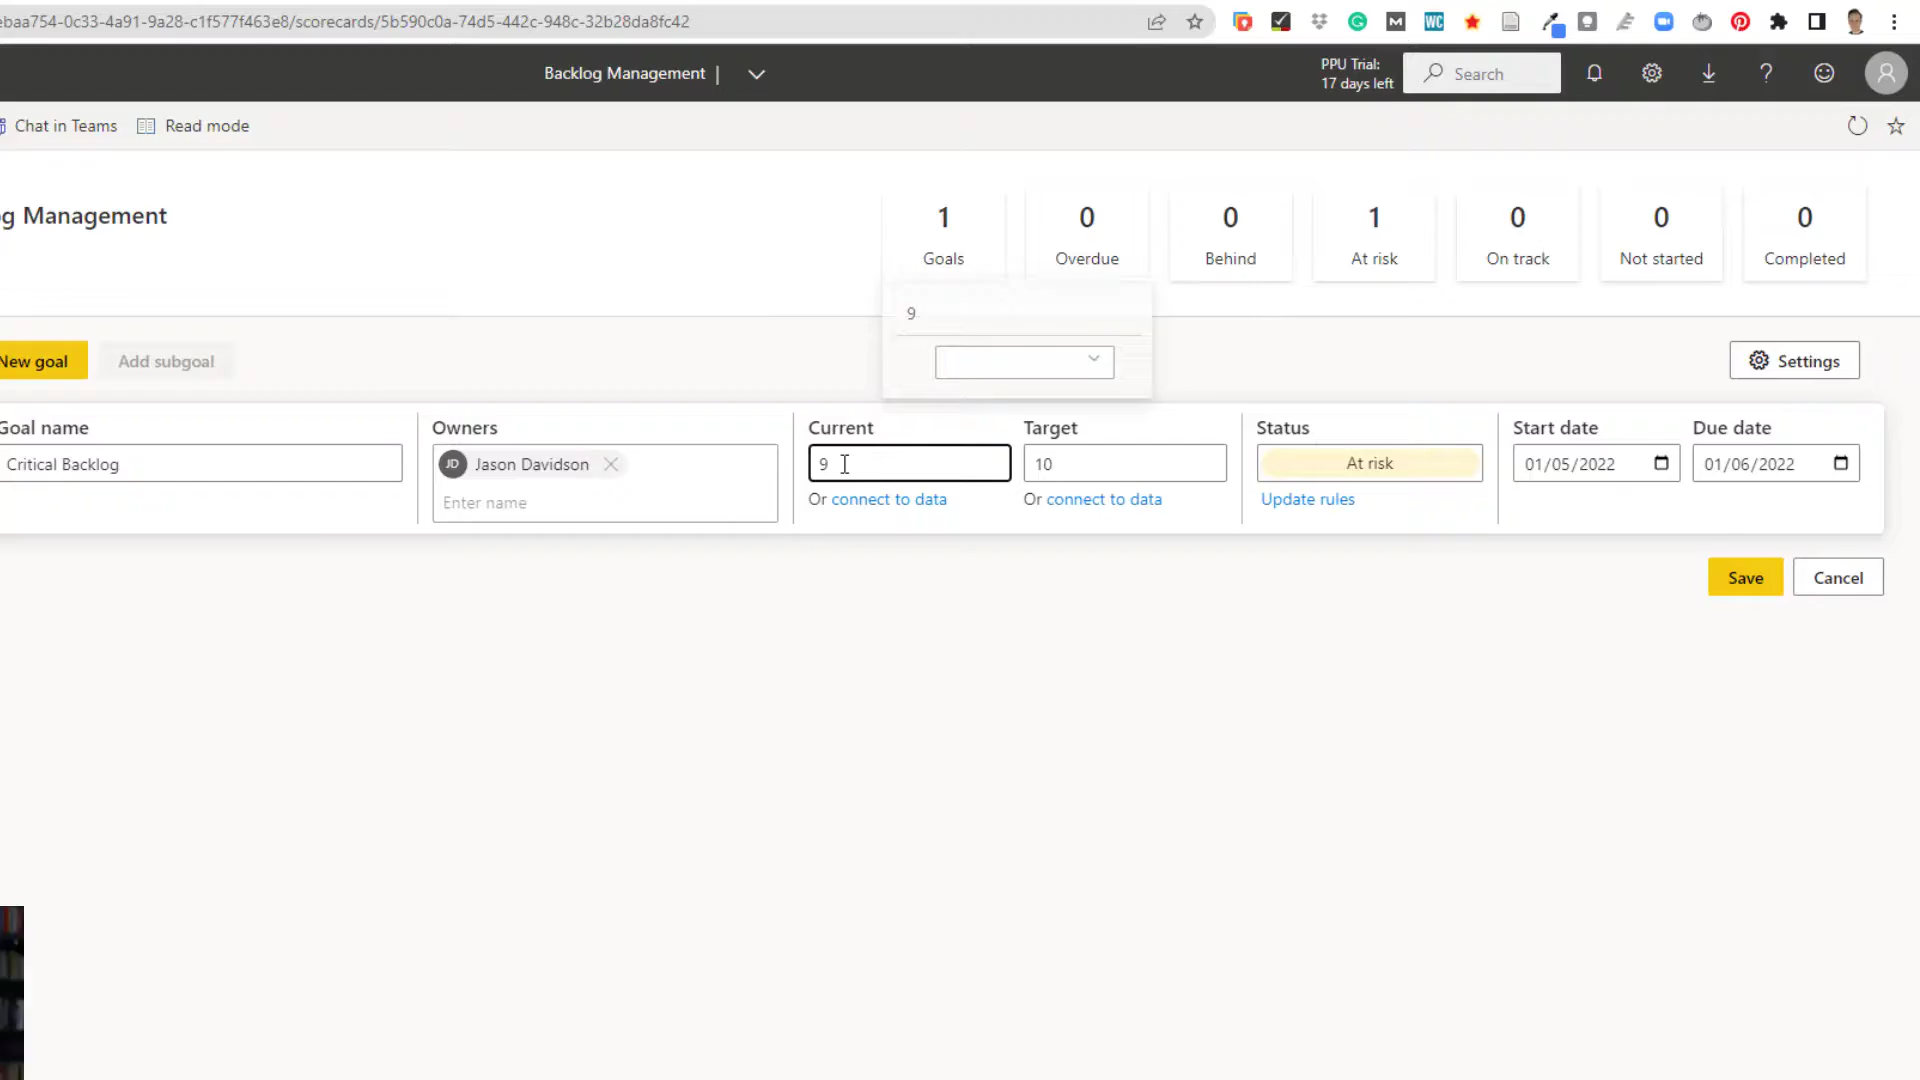 ebaa754-0c33-4a91-9a28-c1f577f463e8/scorecards/5b590c0a-74d5-442c-948c-32b28da8fc42
WC
Backlog Management |
PPU Trial:
17 days left
Search
Chat in Teams
Read mode
g Management
1
Goals
0
Overdue
0
Behind
1
At risk
0
On track
0
Not started
0
Completed
9
New goal
Add subgoal
Settings
Goal name
Owners
Current
Target
Status
Start date
Due date
Critical Backlog
JD Jason Davidson
Enter name
9
10
At risk
01/05/2022
01/06/2022
Or connect to data
Or connect to data
Update rules
Save
Cancel